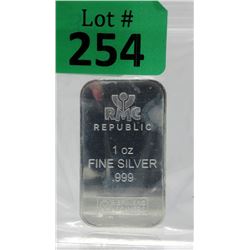 Lot #
254
RMC
REPUBLIC
1 oz
FINE SILVER
.999